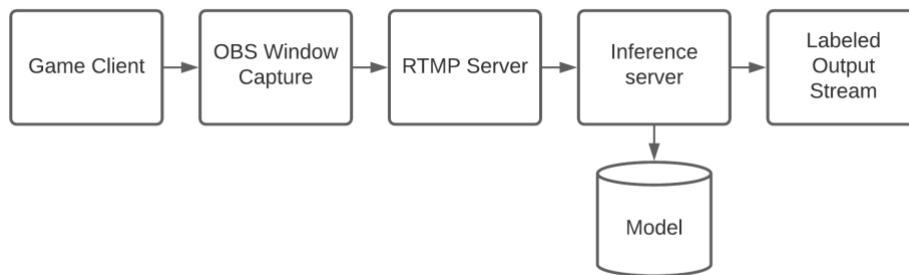 Game Client
OBS Window
Capture
RTMP Server
Inference
server
Labeled
Output
Stream
Model